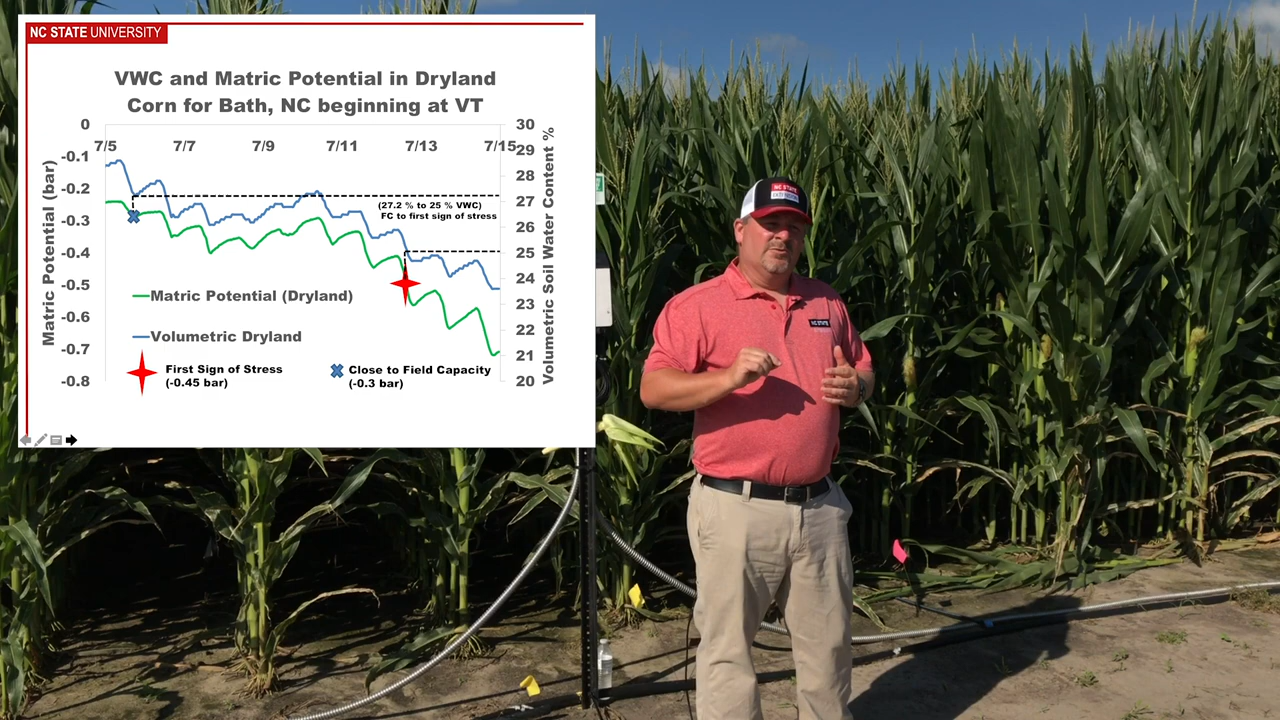 NC STATE UNIVERSITY
VWC and Matric Potential in Dryland
Corn for Bath, NC beginning at VT
Matric Potential (bar)
0
-0.1
-0.2
-0.3
-0.4
-0.5
-0.6
-0.7
-0.8
7/5
7/7
7/9
7/11
7/13
7/15
30
29
28
27
26
25
24
23
22
21
20
Volumetric Soil Water Content %
(27.2 % to 25 % VWC)
FC to first sign of stress
Matric Potential (Dryland)
Volumetric Dryland
First Sign of Stress
(-0.45 bar)
Close to Field Capacity
(-0.3 bar)
NC STATE
NC STATE